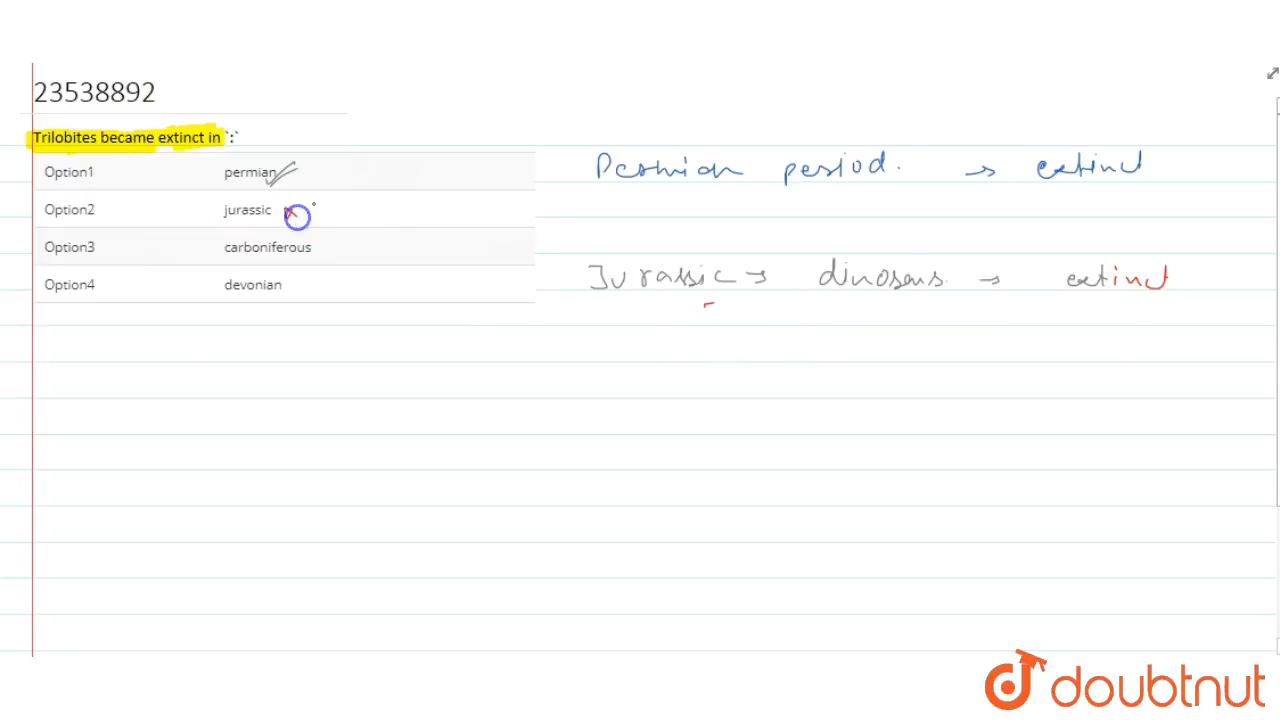 23538892
Trilobites became extinct in `:`
Option1 permian
Option2 jurassic
Option3 carboniferous
Option4 devonian
Permian period. → extinct
Jurassic → dinosaus. → extinct
doubtnut